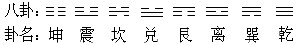 八卦：☷ ☳ ☵ ☱ ☶ ☲ ☴ ☰
卦名：坤 震 坎 兑 艮 离 巽 乾